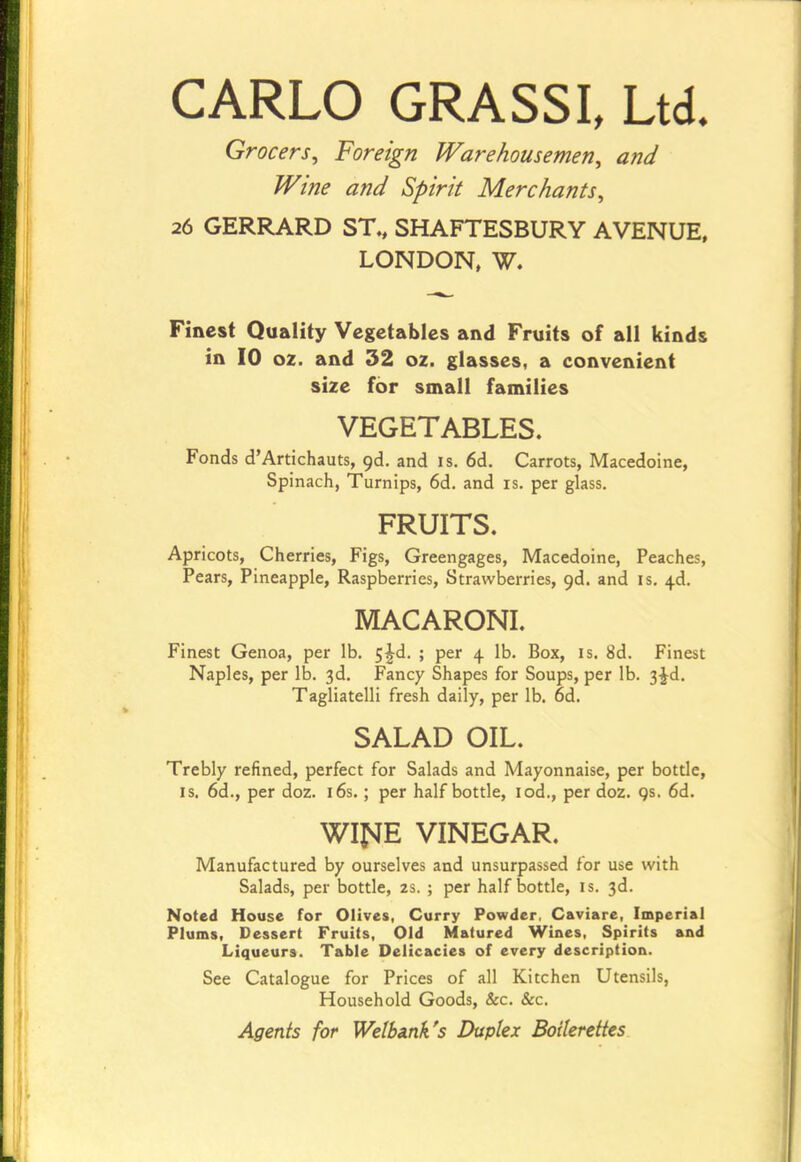 CARLO GRASSI, Ltd.
Grocers, Foreign Warehousemen, and
Wine and Spirit Merchants,
26 GERRARD ST., SHAFTESBURY AVENUE,
LONDON, W.
Finest Quality Vegetables and Fruits of all kinds
in 10 oz. and 32 oz. glasses, a convenient
size for small families
VEGETABLES.
Fonds d'Artichauts, 9d. and 1s. 6d. Carrots, Macedoine,
Spinach, Turnips, 6d. and 1s. per glass.
FRUITS.
Apricots, Cherries, Figs, Greengages, Macedoine, Peaches,
Pears, Pineapple, Raspberries, Strawberries, 9d. and 1s. 4d.
MACARONI.
Finest Genoa, per lb. 5½d. ; per 4 lb. Box, 1s. 8d. Finest
Naples, per lb. 3d. Fancy Shapes for Soups, per lb. 3½d.
Tagliatelli fresh daily, per lb. 6d.
SALAD OIL.
Trebly refined, perfect for Salads and Mayonnaise, per bottle,
1s. 6d., per doz. 16s. ; per half bottle, 10d., per doz. 9s. 6d.
WINE VINEGAR.
Manufactured by ourselves and unsurpassed for use with
Salads, per bottle, 2s. ; per half bottle, 1s. 3d.
Noted House for Olives, Curry Powder, Caviare, Imperial
Plums, Dessert Fruits, Old Matured Wines, Spirits and
Liqueurs. Table Delicacies of every description.
See Catalogue for Prices of all Kitchen Utensils,
Household Goods, &c. &c.
Agents for Welbank's Duplex Boilerettes